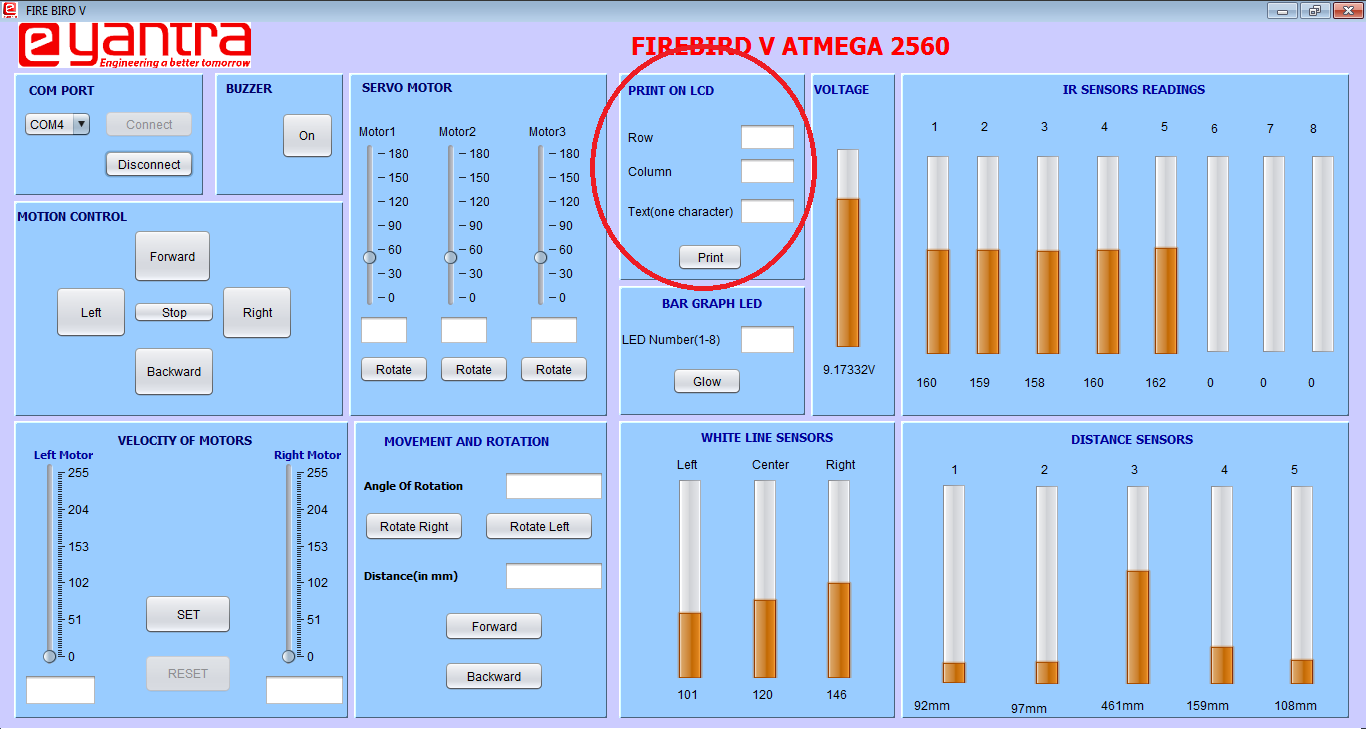 FIRE BIRD V
e yantra
Engineering a better tomorrow
FIREBIRD V ATMEGA 2560
COM PORT
COM4
Connect
Disconnect
BUZZER
On
MOTION CONTROL
Forward
Left
Stop
Right
Backward
SERVO MOTOR
Motor1 Motor2 Motor3
180 180 180
150 150 150
120 120 120
90 90 90
60 60 60
30 30 30
0 0 0
Rotate Rotate Rotate
PRINT ON LCD
Row
Column
Text(one character)
Print
BAR GRAPH LED
LED Number(1-8)
Glow
VOLTAGE
9.17332V
IR SENSORS READINGS
1 2 3 4 5 6 7 8
160 159 158 160 162 0 0 0
VELOCITY OF MOTORS
Left Motor Right Motor
255 255
204 204
153 153
102 102
51 51
0 0
SET
RESET
MOVEMENT AND ROTATION
Angle Of Rotation
Rotate Right Rotate Left
Distance(in mm)
Forward
Backward
WHITE LINE SENSORS
Left Center Right
101 120 146
DISTANCE SENSORS
1 2 3 4 5
92mm 97mm 461mm 159mm 108mm